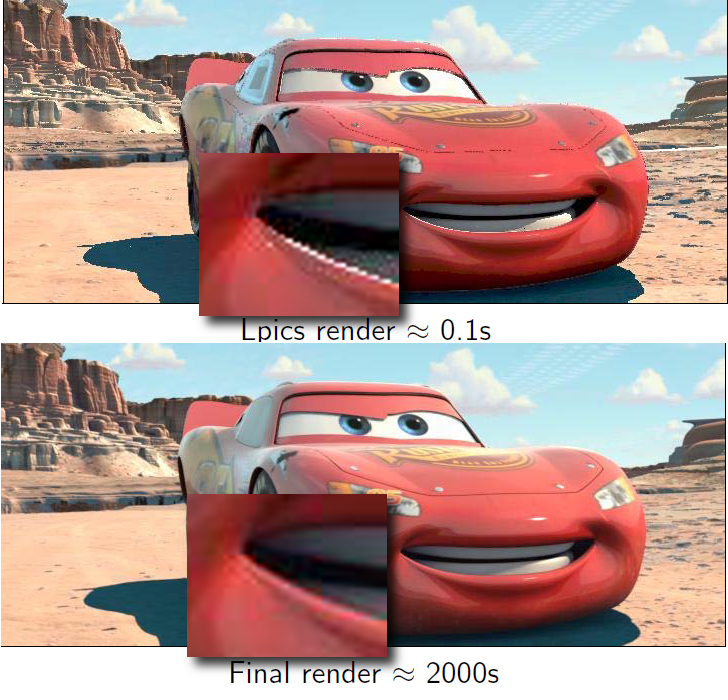 Lpics render ≈ 0.1s
Final render ≈ 2000s